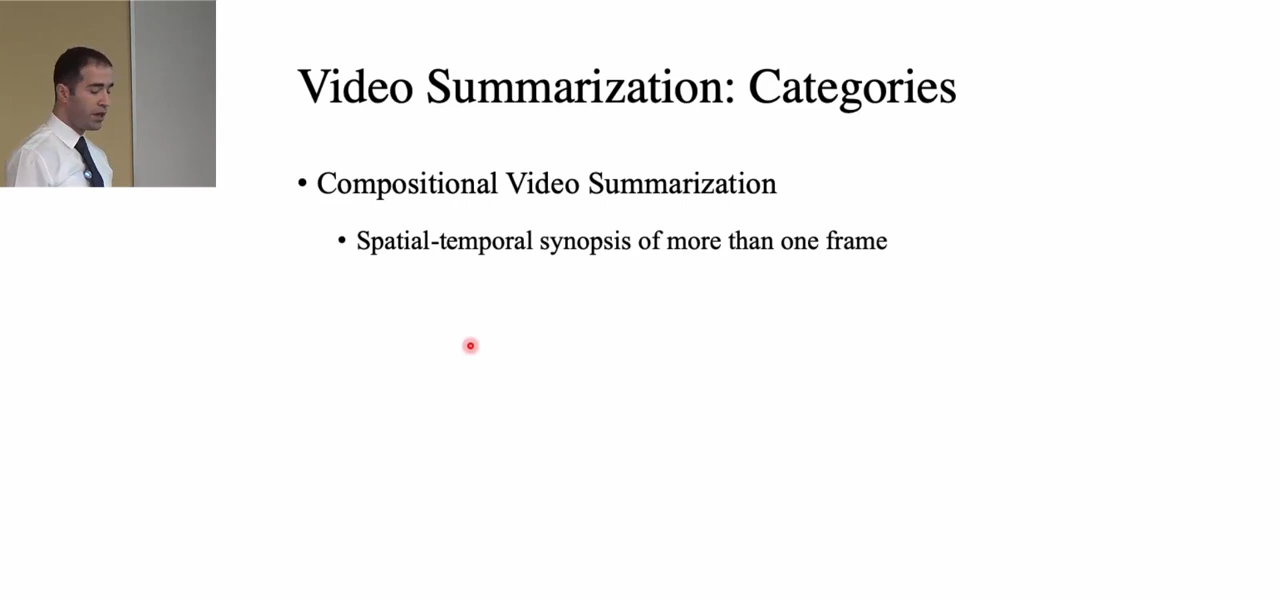 Video Summarization: Categories
• Compositional Video Summarization
• Spatial-temporal synopsis of more than one frame